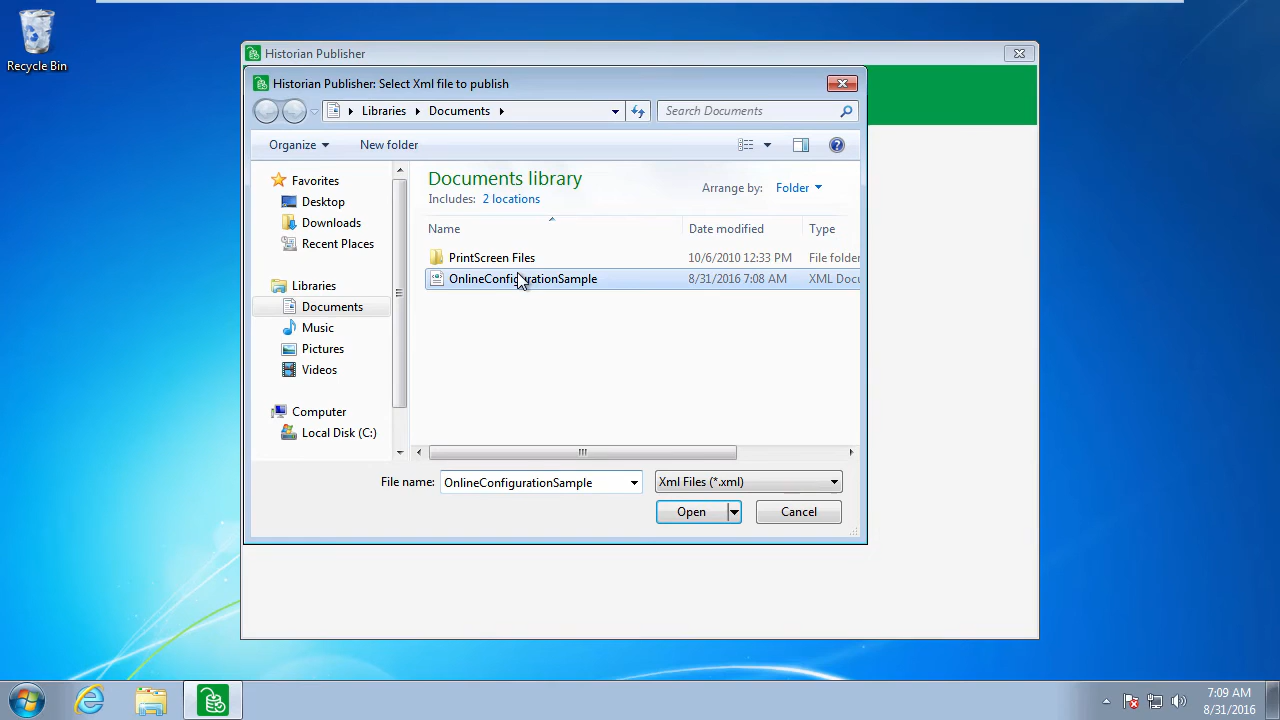 Recycle Bin
Historian Publisher
Historian Publisher: Select Xml file to publish
Libraries Documents
Search Documents
Organize New folder
Favorites
Desktop
Downloads
Recent Places
Libraries
Documents
Music
Pictures
Videos
Computer
Local Disk (C:)
Documents library
Includes: 2 locations
Arrange by: Folder
Name Date modified Type
PrintScreen Files 10/6/2010 12:33 PM File folder
OnlineConfigurationSample 8/31/2016 7:08 AM XML Docu
File name: OnlineConfigurationSample Xml Files (*.xml)
Open Cancel
7:09 AM
8/31/2016